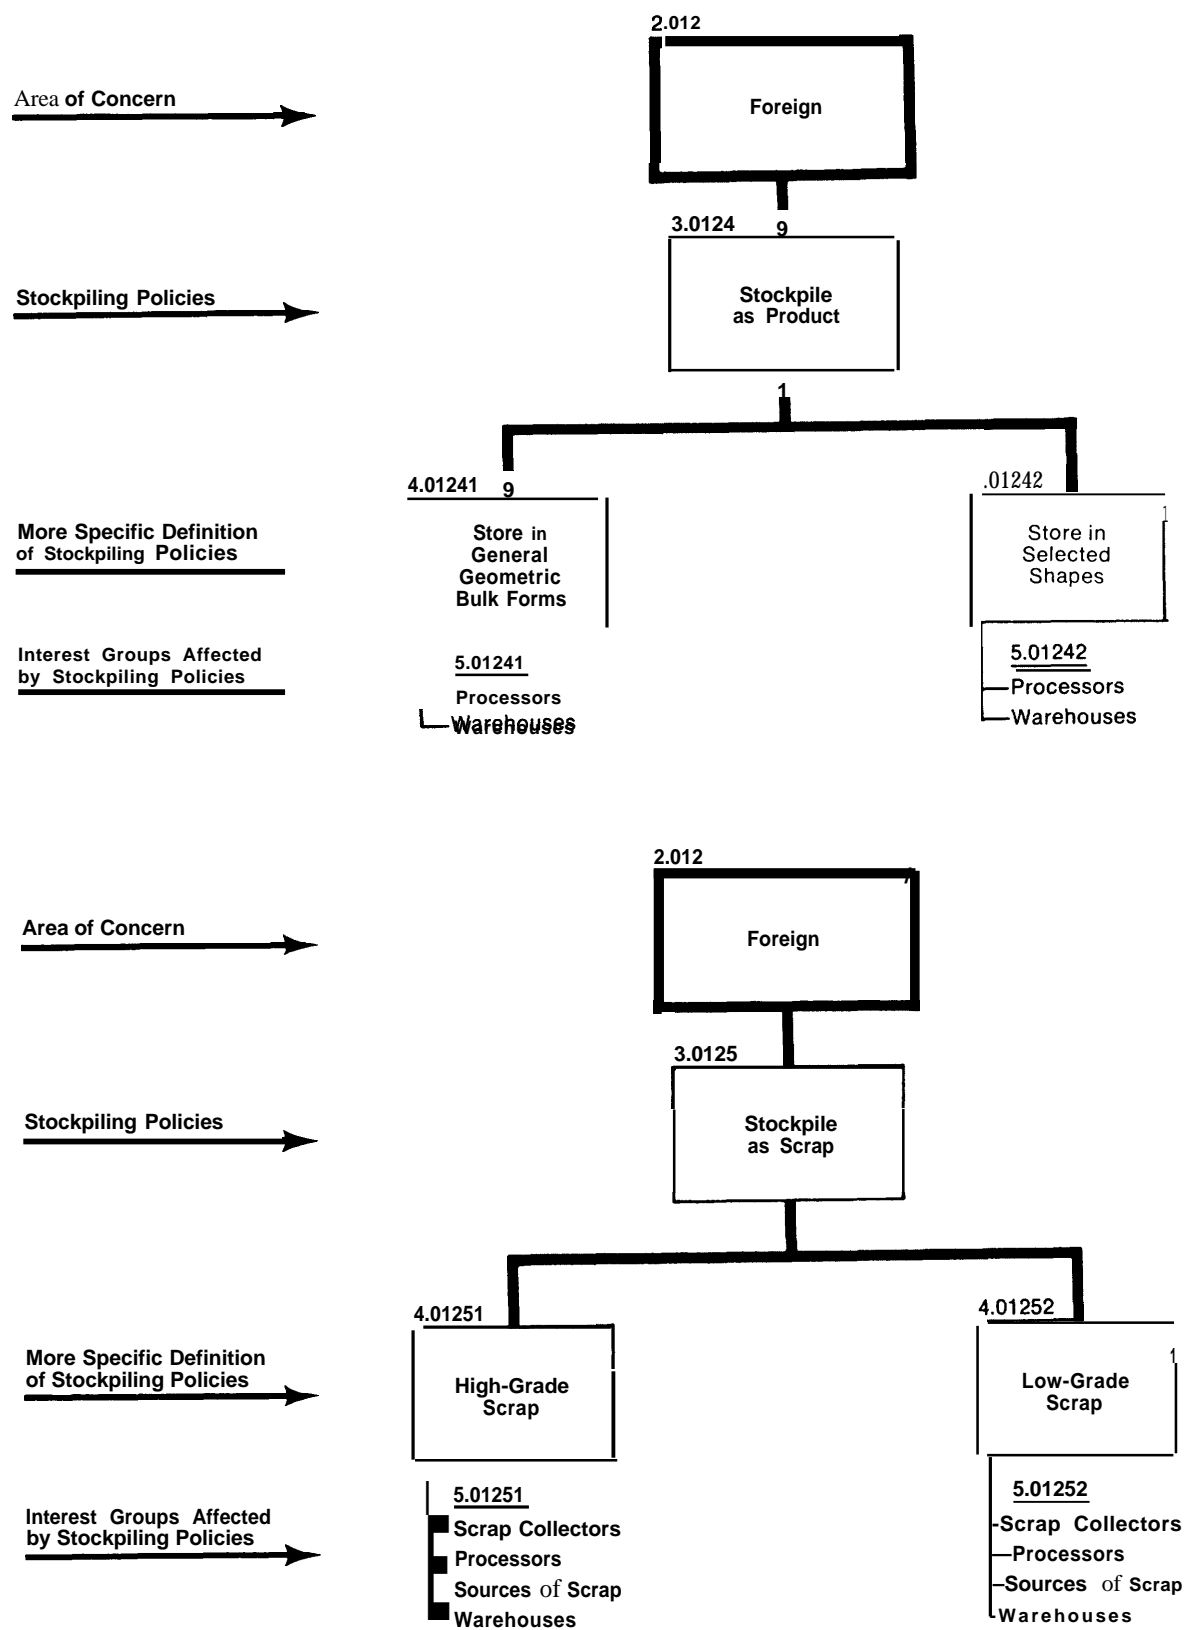 2.012
Area of Concern
Foreign
3.0124
9
Stockpiling Policies
Stockpile
as Product
1
4.01241
9
.01242
1
More Specific Definition
of Stockpiling Policies
Store in
General
Geometric
Bulk Forms
Store in
Selected
Shapes
Interest Groups Affected
by Stockpiling Policies
5.01241
Processors
Warehouses
5.01242
Processors
Warehouses
2.012
Area of Concern
Foreign
3.0125
Stockpiling Policies
Stockpile
as Scrap
4.01251
4.01252
1
More Specific Definition
of Stockpiling Policies
High-Grade
Scrap
Low-Grade
Scrap
Interest Groups Affected
by Stockpiling Policies
5.01251
Scrap Collectors
Processors
Sources of Scrap
Warehouses
5.01252
Scrap Collectors
Processors
Sources of Scrap
Warehouses